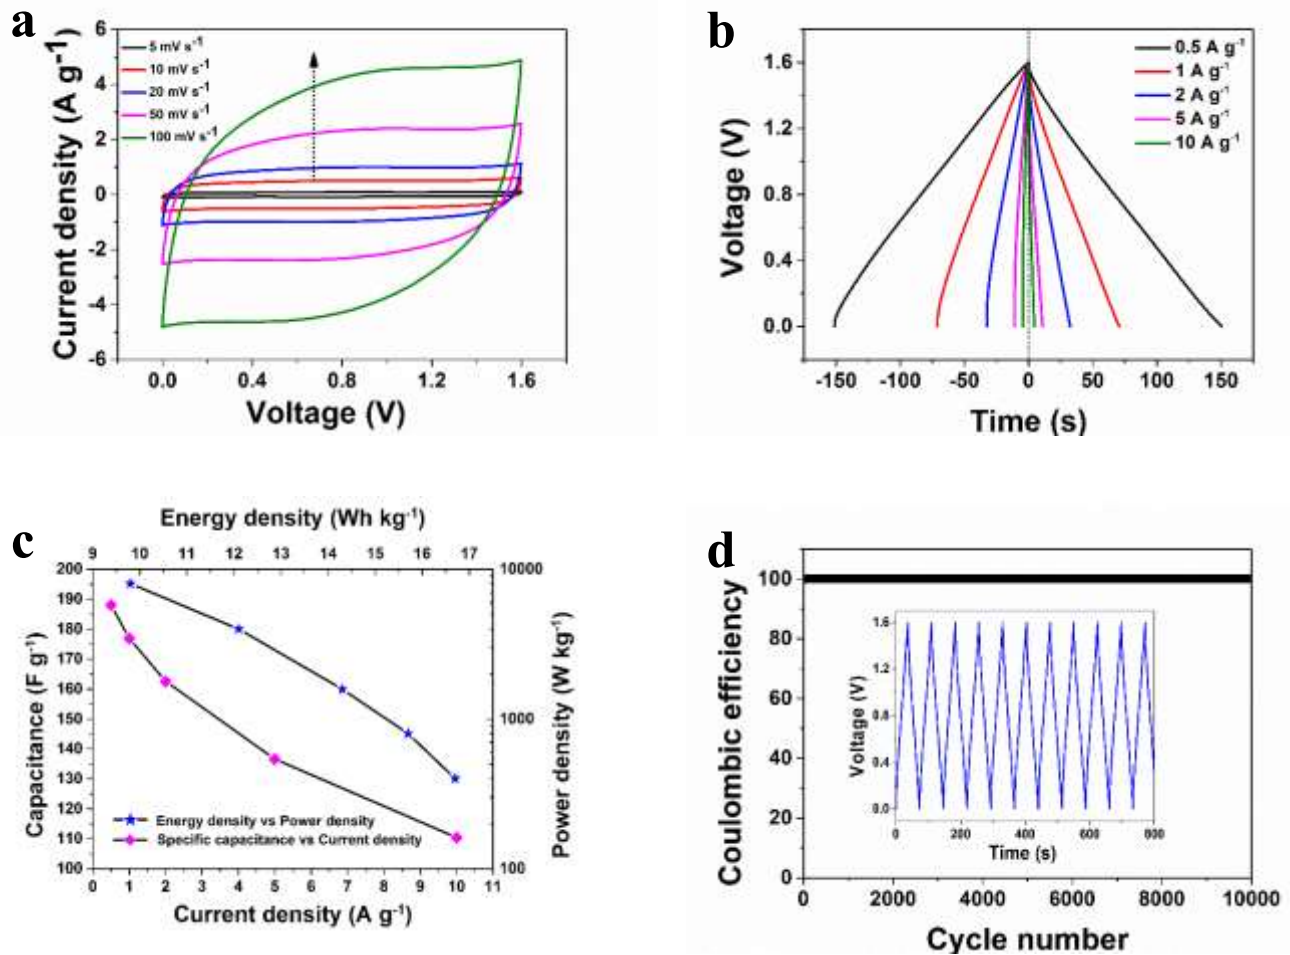 a
6
4
2
0
-2
-4
-6
Current density (A g-1)
5 mV s-1
10 mV s-1
20 mV s-1
50 mV s-1
100 mV s-1
0.0 0.4 0.8 1.2 1.6
Voltage (V)
b
1.6
1.2
0.8
0.4
0.0
Voltage (V)
0.5 A g-1
1 A g-1
2 A g-1
5 A g-1
10 A g-1
-150 -100 -50 0 50 100 150
Time (s)
c
Energy density (Wh kg-1)
9 10 11 12 13 14 15 16 17
200
190
180
170
160
150
140
130
120
110
100
Capacitance (F g-1)
10000
1000
100
Power density (W kg-1)
Energy density vs Power density
Specific capacitance vs Current density
0 1 2 3 4 5 6 7 8 9 10 11
Current density (A g-1)
d
100
80
60
40
20
0
Coulombic efficiency
1.6
1.2
0.8
0.4
0.0
Voltage (V)
0 200 400 600 800
Time (s)
0 2000 4000 6000 8000 10000
Cycle number